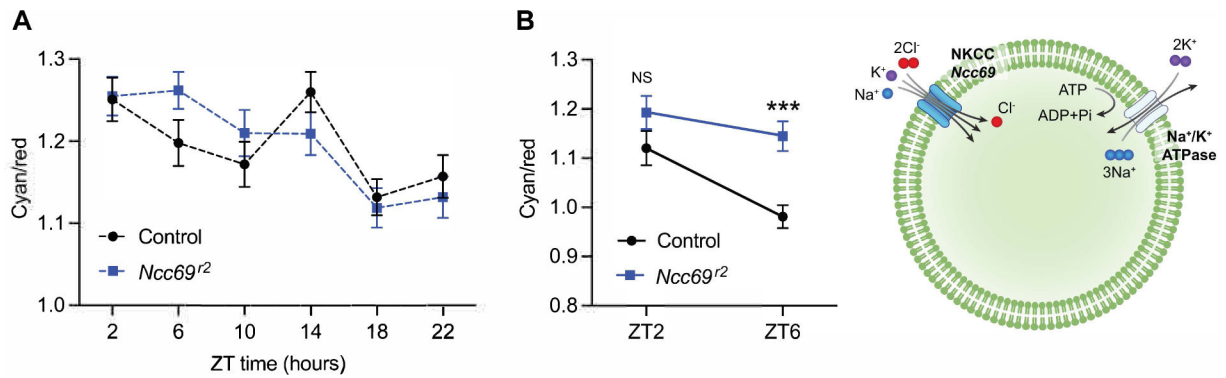 A
Cyan/red
1.3
1.2
1.1
1.0
Control
Ncc69r2
2 6 10 14 18 22
ZT time (hours)
B
Cyan/red
1.3
1.2
1.1
1.0
0.9
0.8
NS
***
Control
Ncc69r2
ZT2 ZT6
2Cl-
NKCC
Ncc69
K+
Na+
Cl-
2K+
ATP
ADP+Pi
Na+/K+
ATPase
3Na+